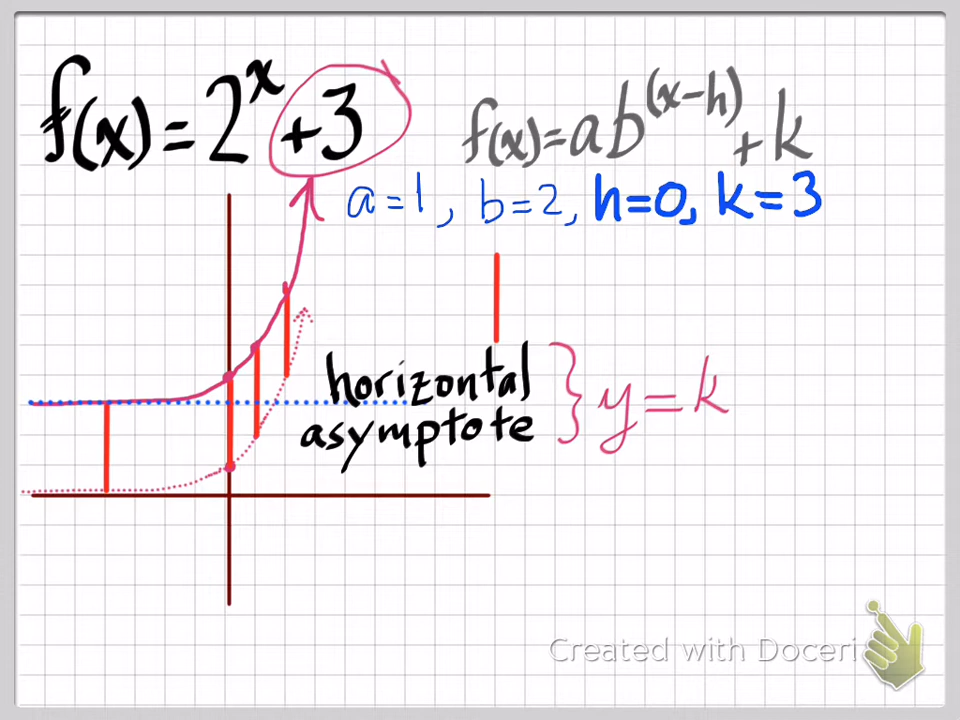 f(x)=2^x+3
f(x)=ab^(x-h)+k
a=1, b=2, h=0, k=3
horizontal
asymptote } y=k
Created with Doceri